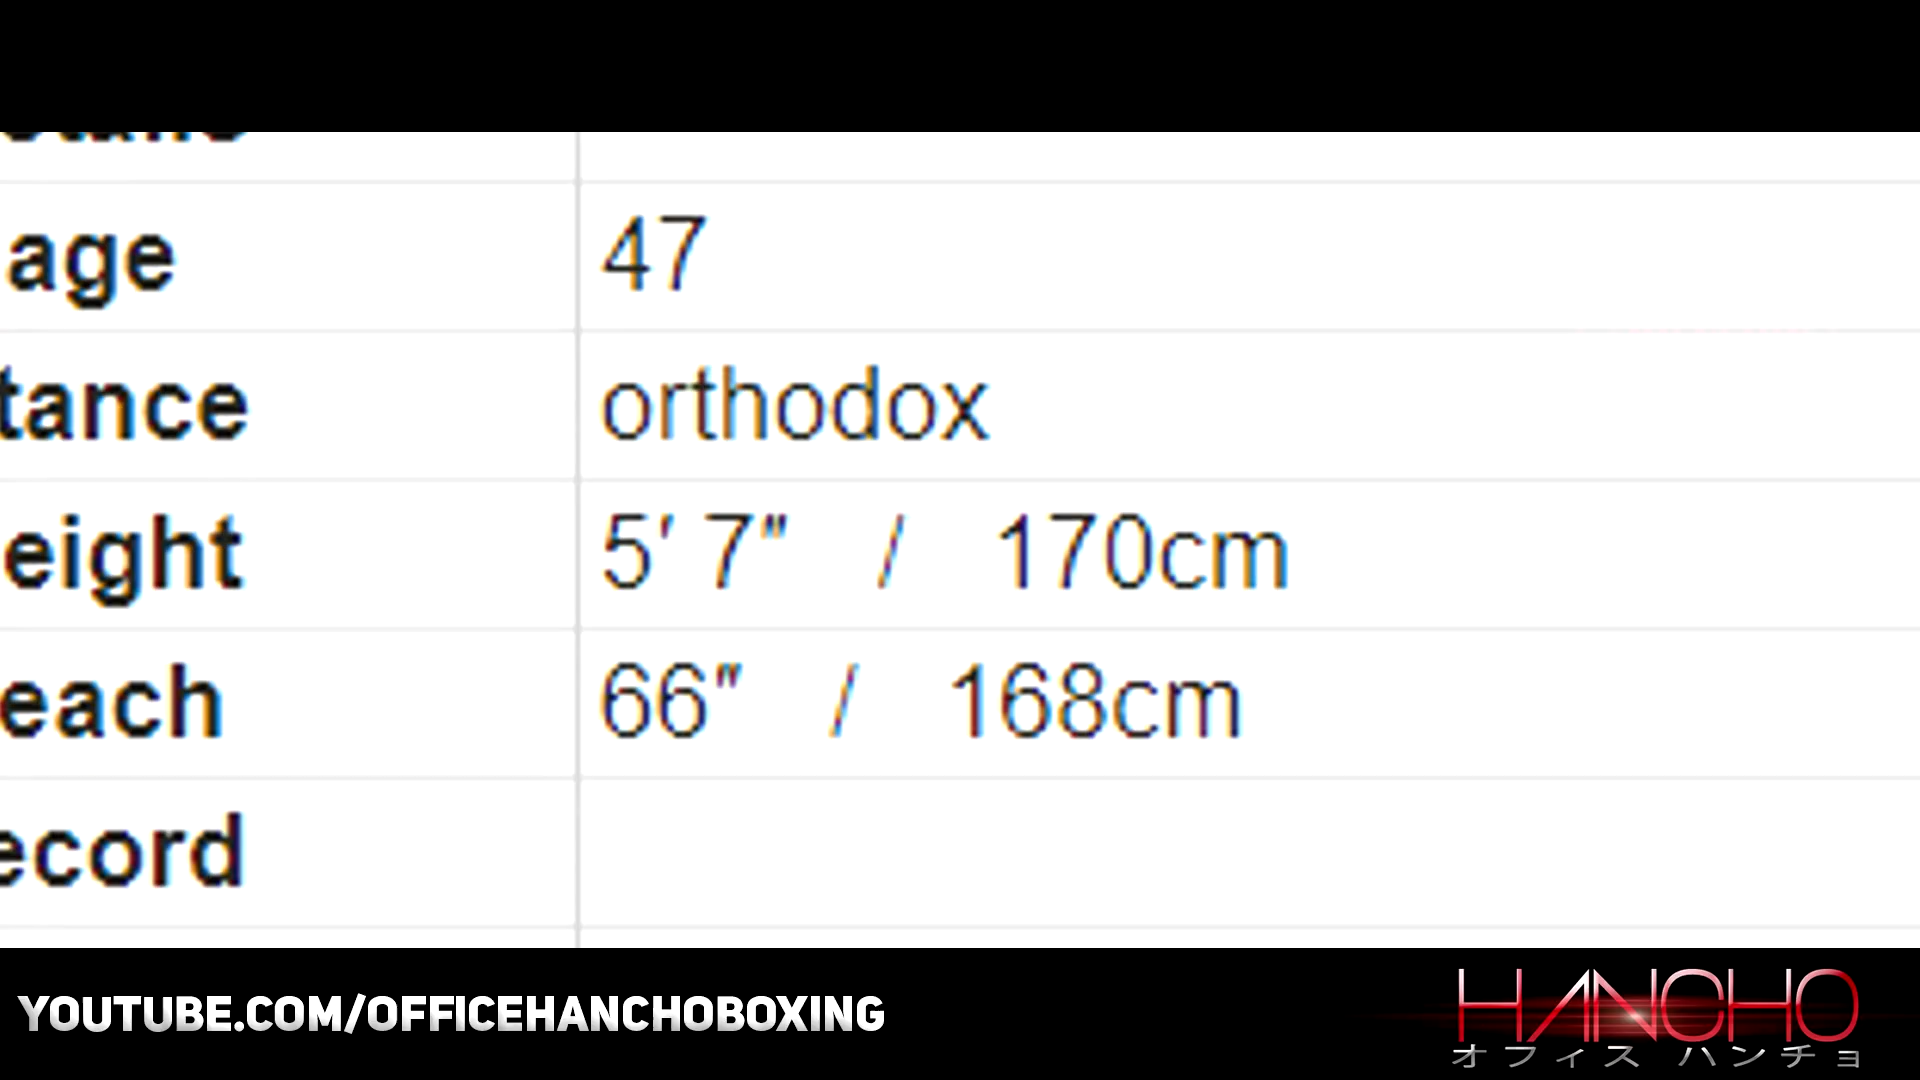 age 47
tance orthodox
eight 5′ 7″ / 170cm
each 66″ / 168cm
ecord
YOUTUBE.COM/OFFICEHANCHOBOXING
HANCHO
オフィス ハンチョ